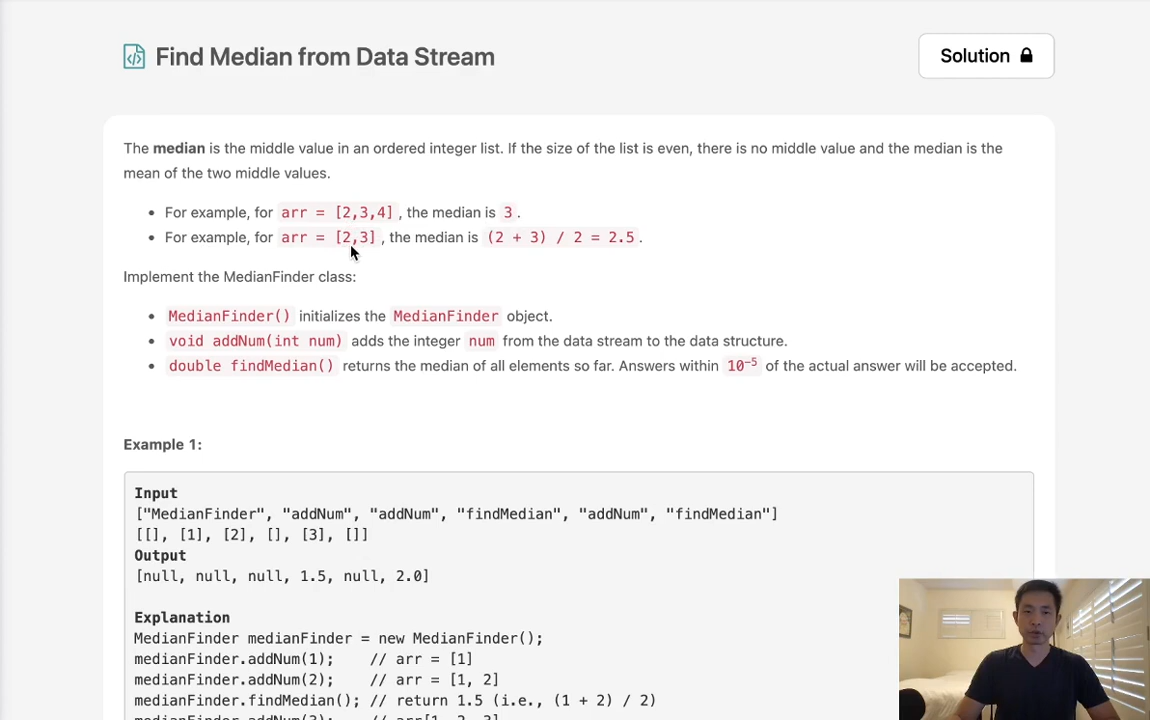 Find Median from Data Stream
Solution
The median is the middle value in an ordered integer list. If the size of the list is even, there is no middle value and the median is the
mean of the two middle values.
• For example, for arr = [2,3,4], the median is 3.
• For example, for arr = [2,3], the median is (2 + 3) / 2 = 2.5.
Implement the MedianFinder class:
• MedianFinder() initializes the MedianFinder object.
• void addNum(int num) adds the integer num from the data stream to the data structure.
• double findMedian() returns the median of all elements so far. Answers within 10⁻⁵ of the actual answer will be accepted.
Example 1:
Input
["MedianFinder", "addNum", "addNum", "findMedian", "addNum", "findMedian"]
[[], [1], [2], [], [3], []]
Output
[null, null, null, 1.5, null, 2.0]
Explanation
MedianFinder medianFinder = new MedianFinder();
medianFinder.addNum(1);    // arr = [1]
medianFinder.addNum(2);    // arr = [1, 2]
medianFinder.findMedian(); // return 1.5 (i.e., (1 + 2) / 2)